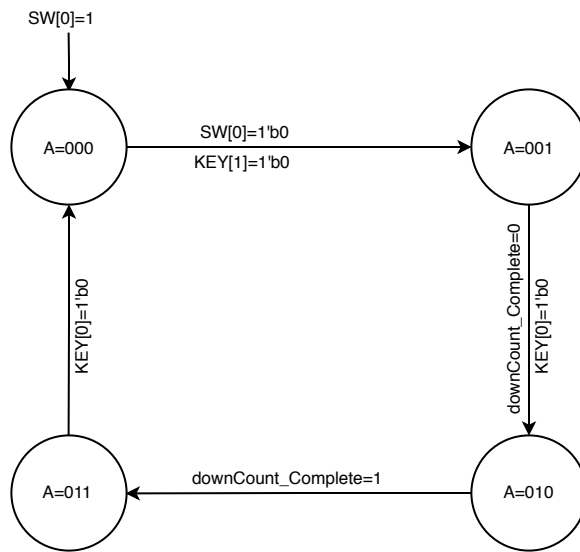 SW[0]=1
A=000
SW[0]=1'b0
KEY[1]=1'b0
A=001
downCount_Complete=0
KEY[0]=1'b0
KEY[0]=1'b0
A=011
downCount_Complete=1
A=010